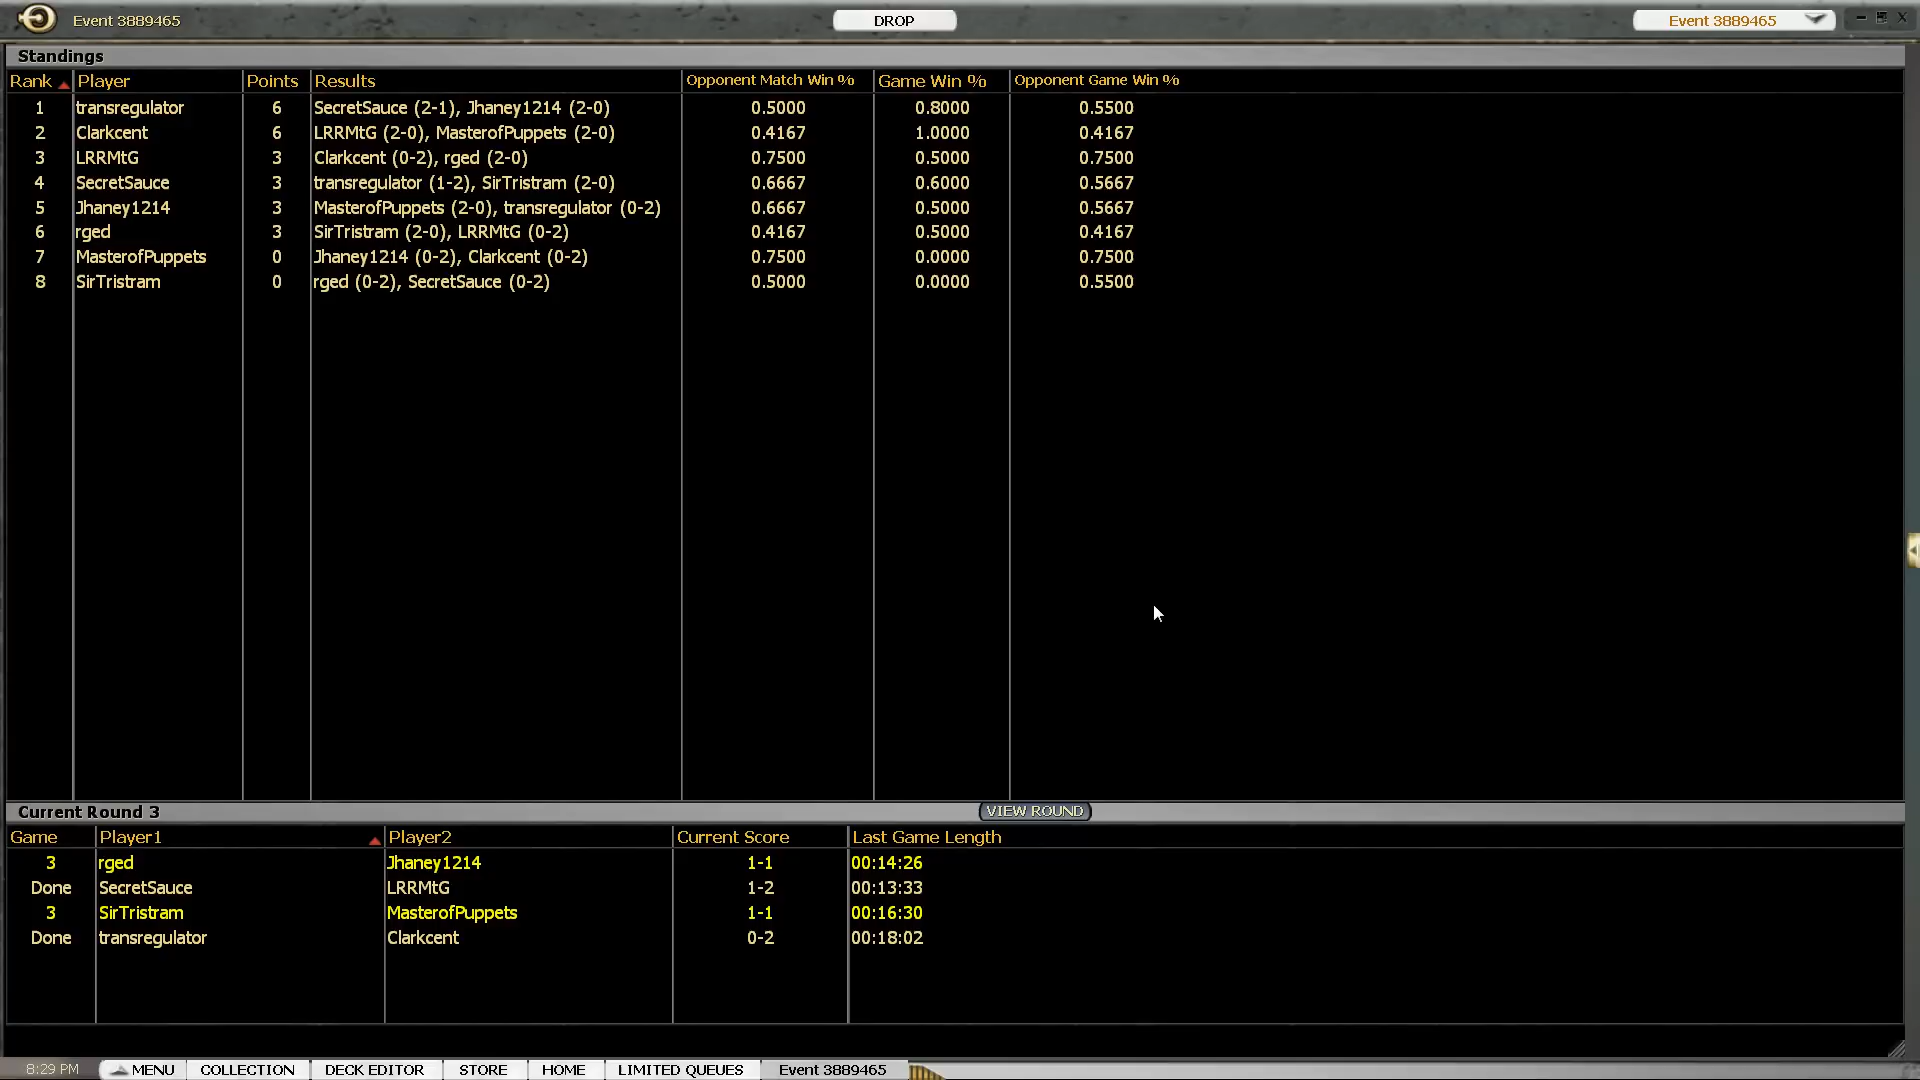 Event 3889465 DROP Event 3889465
Standings
Rank Player Points Results Opponent Match Win % Game Win % Opponent Game Win %
1 transregulator 6 SecretSauce (2-1), Jhaney1214 (2-0) 0.5000 0.8000 0.5500
2 Clarkcent 6 LRRMtG (2-0), MasterofPuppets (2-0) 0.4167 1.0000 0.4167
3 LRRMtG 3 Clarkcent (0-2), rged (2-0) 0.7500 0.5000 0.7500
4 SecretSauce 3 transregulator (1-2), SirTristram (2-0) 0.6667 0.6000 0.5667
5 Jhaney1214 3 MasterofPuppets (2-0), transregulator (0-2) 0.6667 0.5000 0.5667
6 rged 3 SirTristram (2-0), LRRMtG (0-2) 0.4167 0.5000 0.4167
7 MasterofPuppets 0 Jhaney1214 (0-2), Clarkcent (0-2) 0.7500 0.0000 0.7500
8 SirTristram 0 rged (0-2), SecretSauce (0-2) 0.5000 0.0000 0.5500
Current Round 3 VIEW ROUND
Game Player1 Player2 Current Score Last Game Length
3 rged Jhaney1214 1-1 00:14:26
Done SecretSauce LRRMtG 1-2 00:13:33
3 SirTristram MasterofPuppets 1-1 00:16:30
Done transregulator Clarkcent 0-2 00:18:02
8:29 PM MENU COLLECTION DECK EDITOR STORE HOME LIMITED QUEUES Event 3889465